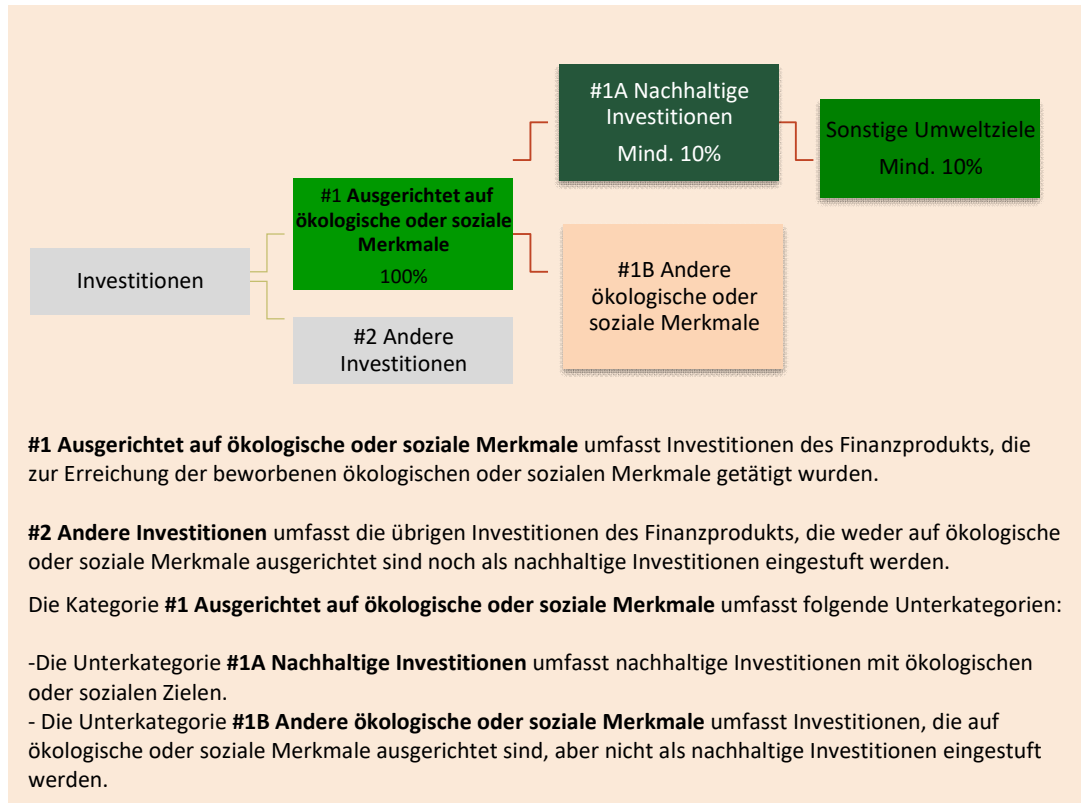 #1A Nachhaltige
Investitionen
Mind. 10%
Sonstige Umweltziele
Mind. 10%
#1 Ausgerichtet auf
ökologische oder soziale
Merkmale
100%
Investitionen
#1B Andere
ökologische oder
soziale Merkmale
#2 Andere
Investitionen
#1 Ausgerichtet auf ökologische oder soziale Merkmale umfasst Investitionen des Finanzprodukts, die
zur Erreichung der beworbenen ökologischen oder sozialen Merkmale getätigt wurden.
#2 Andere Investitionen umfasst die übrigen Investitionen des Finanzprodukts, die weder auf ökologische
oder soziale Merkmale ausgerichtet sind noch als nachhaltige Investitionen eingestuft werden.
Die Kategorie #1 Ausgerichtet auf ökologische oder soziale Merkmale umfasst folgende Unterkategorien:
-Die Unterkategorie #1A Nachhaltige Investitionen umfasst nachhaltige Investitionen mit ökologischen
oder sozialen Zielen.
- Die Unterkategorie #1B Andere ökologische oder soziale Merkmale umfasst Investitionen, die auf
ökologische oder soziale Merkmale ausgerichtet sind, aber nicht als nachhaltige Investitionen eingestuft
werden.